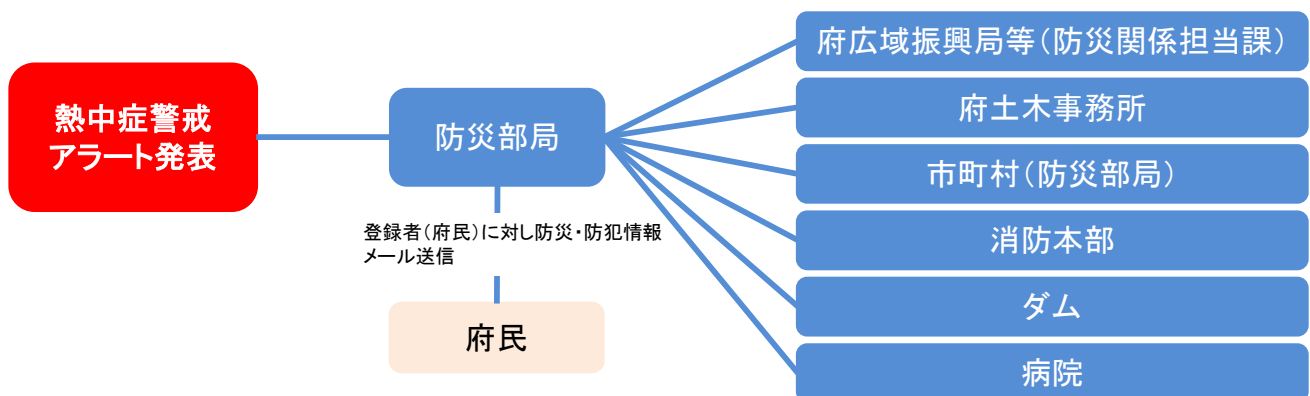 熱中症警戒
アラート発表
防災部局
登録者(府民)に対し防災・防犯情報
メール送信
府民
府広域振興局等(防災関係担当課)
府土木事務所
市町村(防災部局)
消防本部
ダム
病院